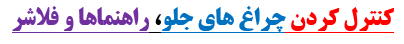 کنترل کردن چراغ های جلو، راهنماها و فلاشر